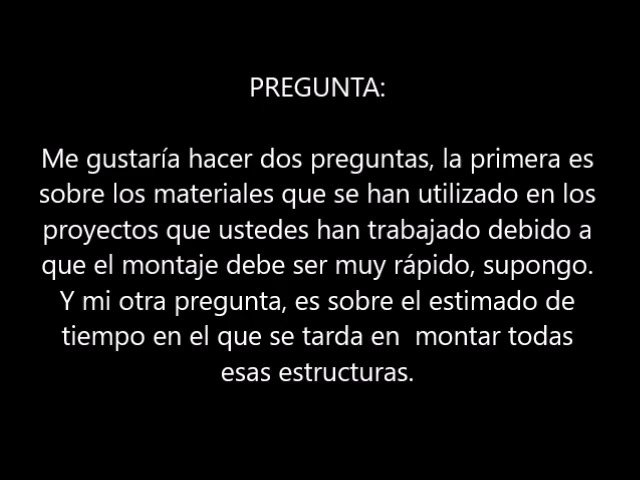 PREGUNTA:
Me gustaría hacer dos preguntas, la primera es
sobre los materiales que se han utilizado en los
proyectos que ustedes han trabajado debido a
que el montaje debe ser muy rápido, supongo.
Y mi otra pregunta, es sobre el estimado de
tiempo en el que se tarda en  montar todas
esas estructuras.